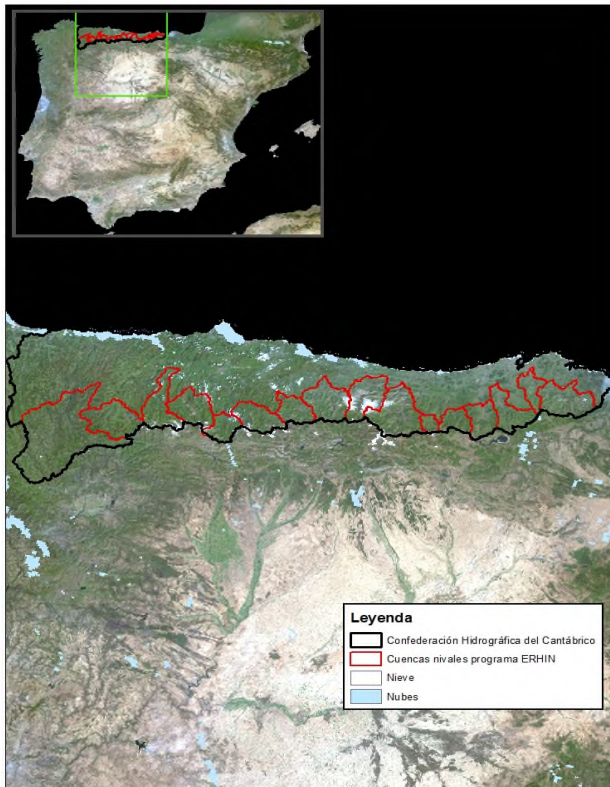 Leyenda
Confederación Hidrográfica del Cantábrico
Cuencas nivales programa ERHIN
Nieve
Nubes